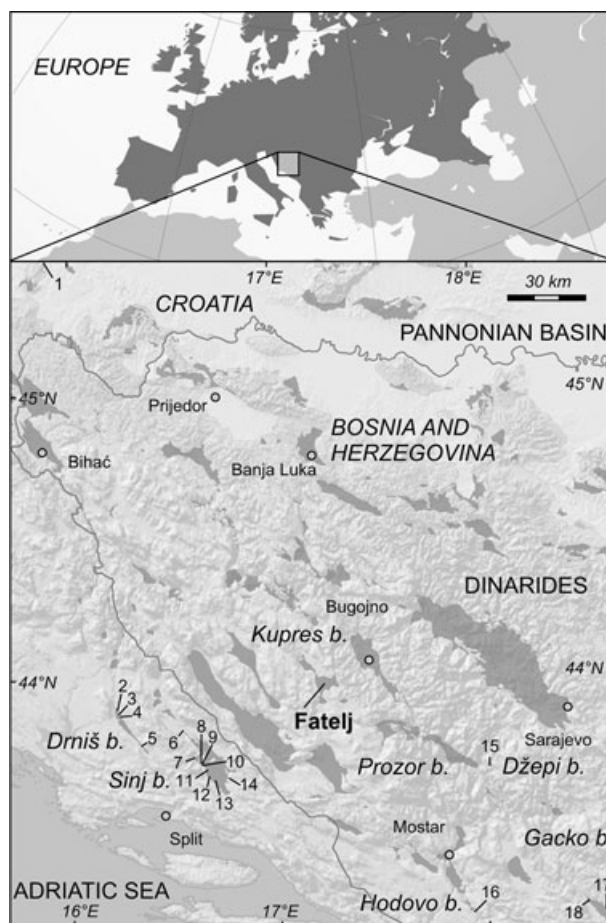 EUROPE
1
17°E
18°E
30 km
CROATIA
PANNONIAN BASIN
45°N
45°N
Prijedor
BOSNIA AND
HERZEGOVINA
Bihać
Banja Luka
DINARIDES
Bugojno
Kupres b.
44°N
44°N
2
3
4
Fatelj
Sarajevo
Drniš b.
5
6
8
9
7
10
15
Prozor b.
Džepi b.
Sinj b.
11
12
13
14
Split
Mostar
Gacko b
ADRIATIC SEA
Hodovo b.
16
17
18
16°E
17°E